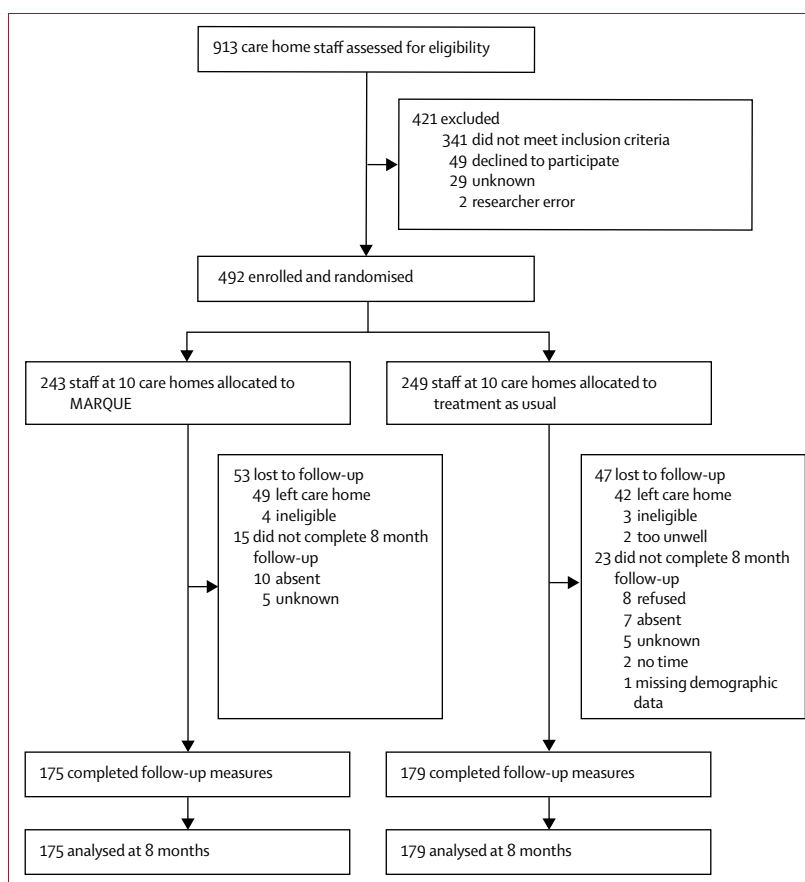 913 care home staff assessed for eligibility
421 excluded
341 did not meet inclusion criteria
49 declined to participate
29 unknown
2 researcher error
492 enrolled and randomised
243 staff at 10 care homes allocated to
MARQUE
249 staff at 10 care homes allocated to
treatment as usual
53 lost to follow-up
49 left care home
4 ineligible
15 did not complete 8 month
follow-up
10 absent
5 unknown
47 lost to follow-up
42 left care home
3 ineligible
2 too unwell
23 did not complete 8 month
follow-up
8 refused
7 absent
5 unknown
2 no time
1 missing demographic
data
175 completed follow-up measures
179 completed follow-up measures
175 analysed at 8 months
179 analysed at 8 months